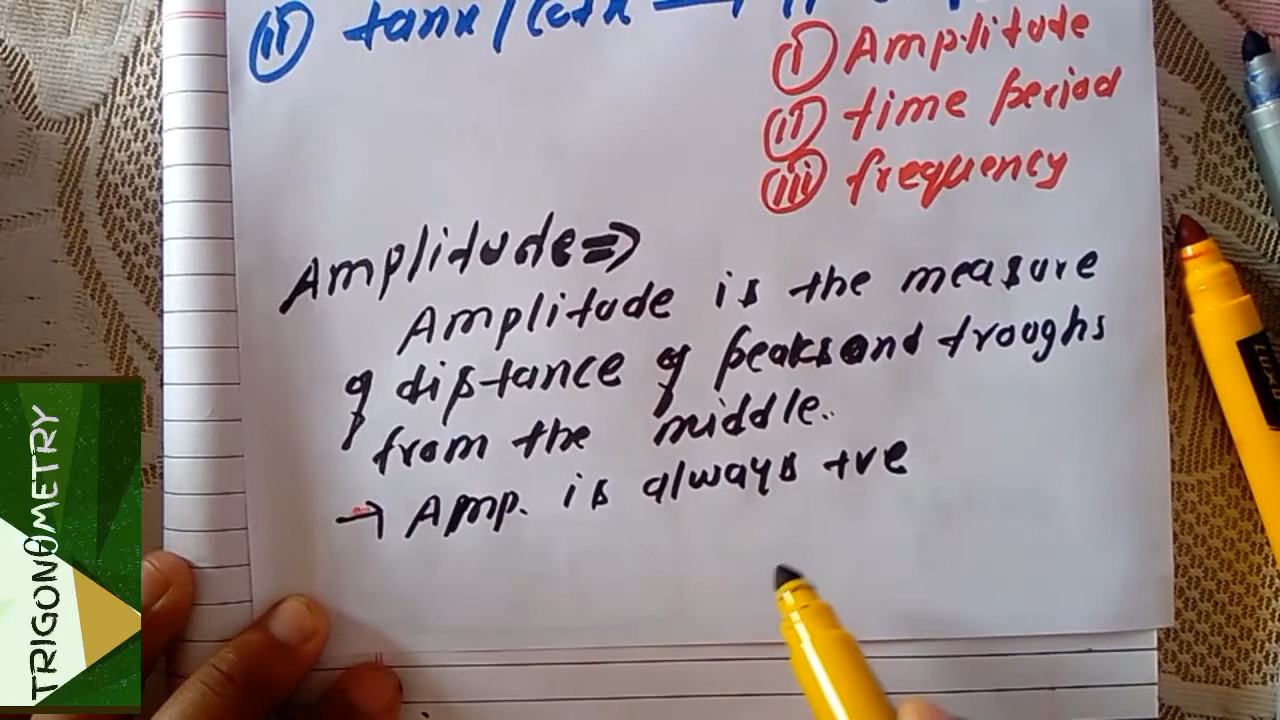 (ii) tanx/Cotx →
(i) Amplitude
(ii) time period
(iii) frequency
Amplitude ⇒
Amplitude is the measure
of distance of peaks and troughs
from the middle.
→ Amp. is always +ve
TRIGONθMETRY